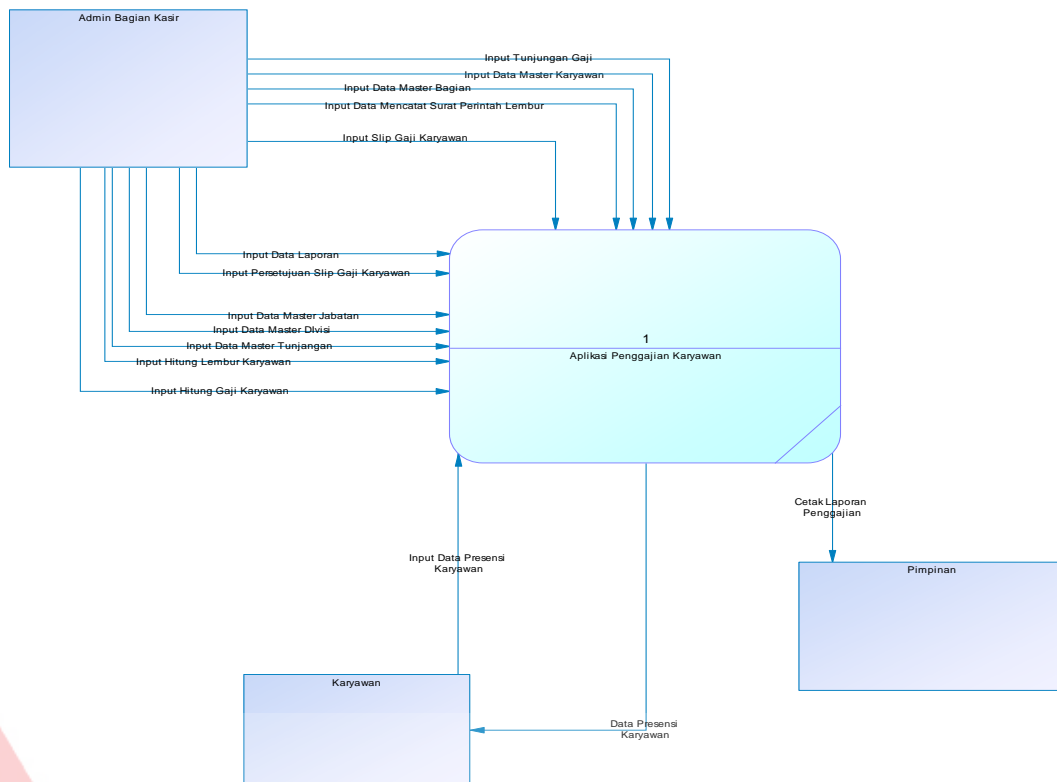 Admin Bagian Kasir
Input Tunjungan Gaji
Input Data Master Karyawan
Input Data Master Bagian
Input Data Mencatat Surat Perintah Lembur
Input Slip Gaji Karyawan
Input Data Laporan
Input Persetujuan Slip Gaji Karyawan
Input Data Master Jabatan
Input Data Master DIvisi
Input Data Master Tunjangan
Input Hitung Lembur Karyawan
Input Hitung Gaji Karyawan
1
Aplikasi Penggajian Karyawan
Cetak Laporan
Penggajian
Input Data Presensi
Karyawan
Pimpinan
Karyawan
Data Presensi
Karyawan